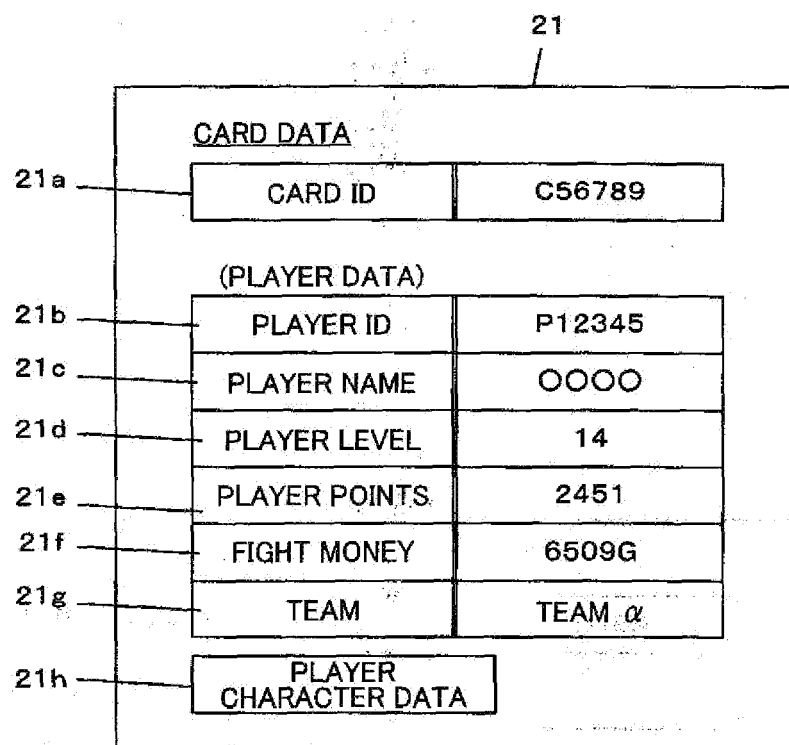 21
CARD DATA
21a CARD ID C56789
(PLAYER DATA)
21b PLAYER ID P12345
21c PLAYER NAME ○○○○
21d PLAYER LEVEL 14
21e PLAYER POINTS 2451
21f FIGHT MONEY 6509G
21g TEAM TEAM α
21h PLAYER
CHARACTER DATA